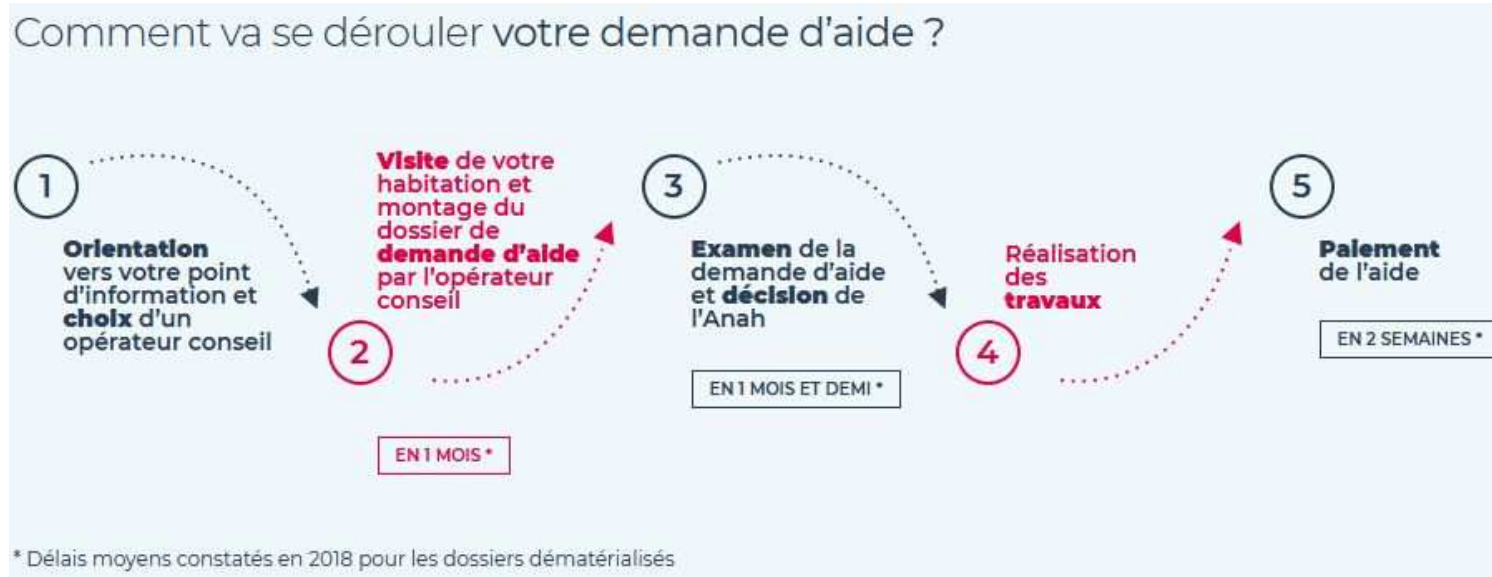 Comment va se dérouler votre demande d'aide ?
1
Orientation
vers votre point
d'information et
choix d'un
opérateur conseil
2
Visite de votre
habitation et
montage du
dossier de
demande d'aide
par l'opérateur
conseil
EN 1 MOIS *
3
Examen de la
demande d'aide
et décision de
l'Anah
EN 1 MOIS ET DEMI *
4
Réalisation
des
travaux
5
Paiement
de l'aide
EN 2 SEMAINES *
* Délais moyens constatés en 2018 pour les dossiers dématérialisés